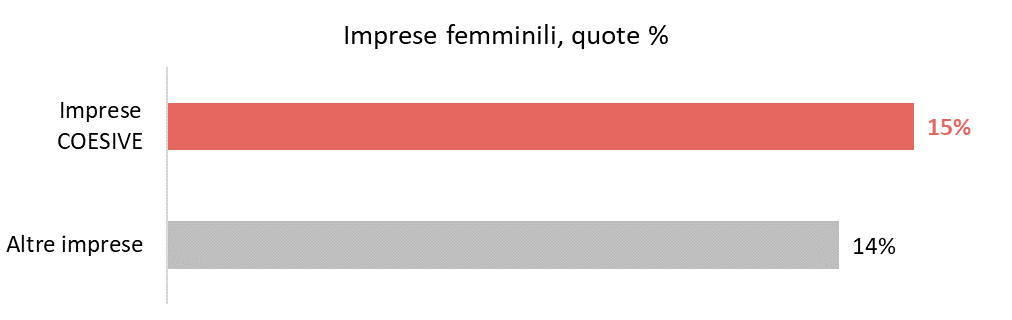 Imprese femminili, quote %
Imprese
COESIVE
15%
Altre imprese
14%